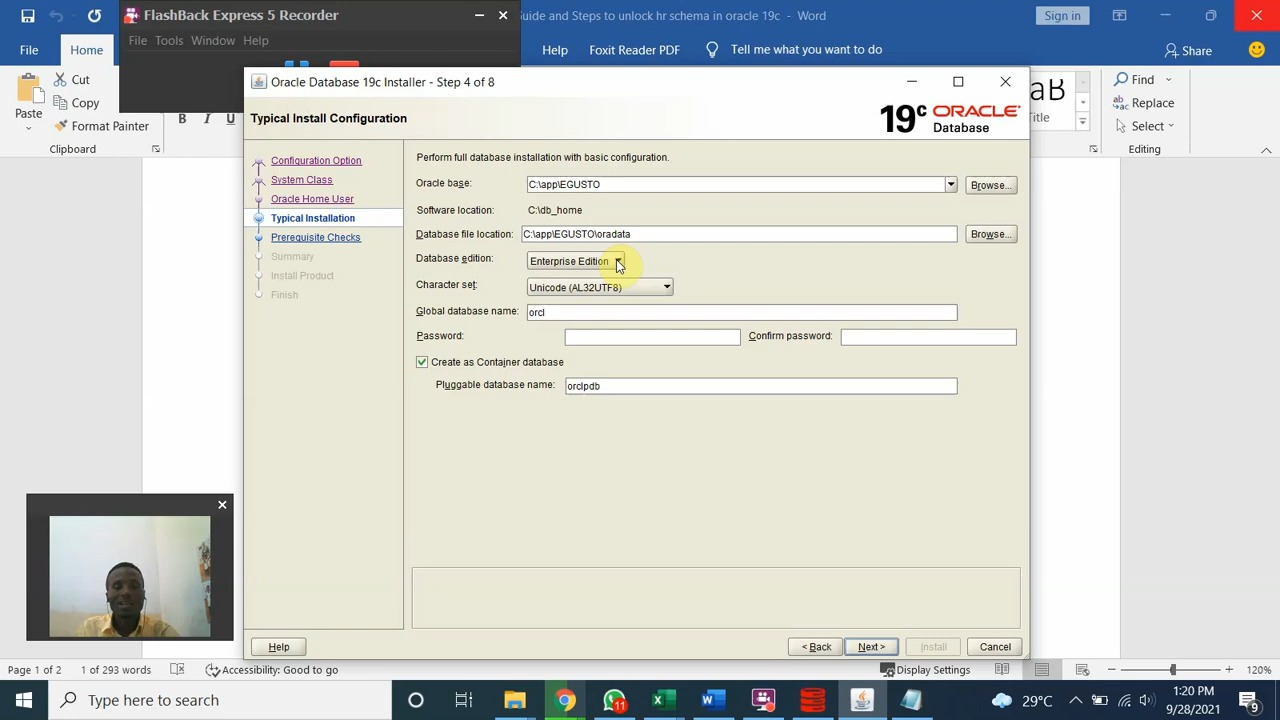 FlashBack Express 5 Recorder
Guide and Steps to unlock hr schema in oracle 19c - Word
Sign in
File Tools Window Help
File Home Help Foxit Reader PDF Tell me what you want to do Share
Cut
Copy
Paste
Format Painter
B I U
Title
Find
Replace
Select
Clipboard
Editing
Oracle Database 19c Installer - Step 4 of 8
Typical Install Configuration
19c ORACLE
Database
Configuration Option
System Class
Oracle Home User
Typical Installation
Prerequisite Checks
Summary
Install Product
Finish
Perform full database installation with basic configuration.
Oracle base: C:\app\EGUSTO Browse...
Software location: C:\db_home
Database file location: C:\app\EGUSTO\oradata Browse...
Database edition: Enterprise Edition
Character set: Unicode (AL32UTF8)
Global database name: orcl
Password: Confirm password:
Create as Container database
Pluggable database name: orclpdb
Help < Back Next > Install Cancel
Page 1 of 2 1 of 293 words Accessibility: Good to go Display Settings 120%
Type here to search
11
29°C
1:20 PM
9/28/2021
9